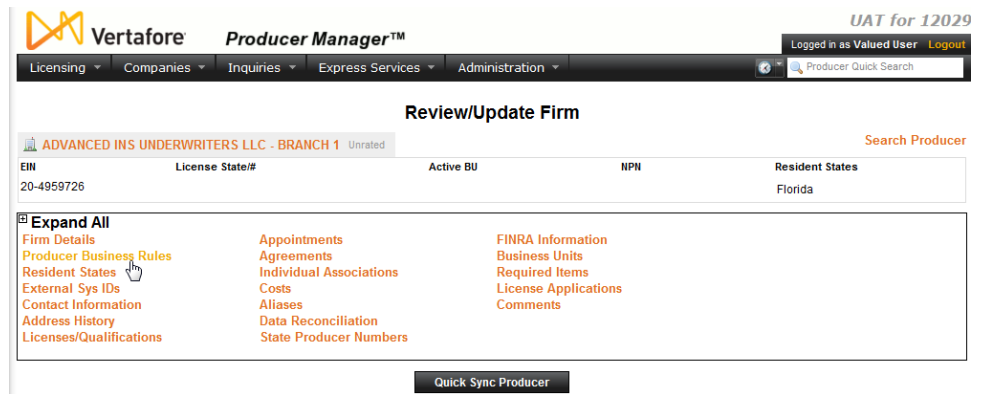 UAT for 12029
Vertafore Producer Manager™
Logged in as Valued User Logout
Licensing Companies Inquiries Express Services Administration Producer Quick Search
Review/Update Firm
ADVANCED INS UNDERWRITERS LLC - BRANCH 1 Unrated Search Producer
EIN License State/# Active BU NPN Resident States
20-4959726 Florida
Expand All
Firm Details Appointments FINRA Information
Producer Business Rules Agreements Business Units
Resident States Individual Associations Required Items
External Sys IDs Costs License Applications
Contact Information Aliases Comments
Address History Data Reconciliation
Licenses/Qualifications State Producer Numbers
Quick Sync Producer